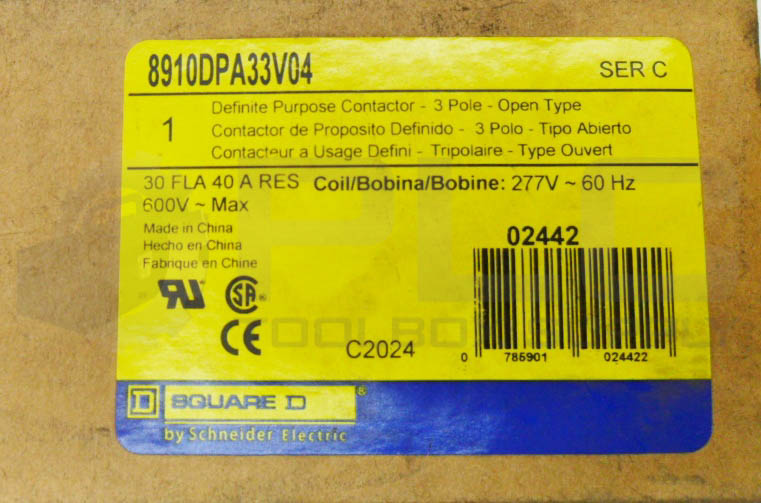 8910DPA33V04
SER C
1
Definite Purpose Contactor - 3 Pole - Open Type
Contactor de Proposito Definido - 3 Polo - Tipo Abierto
Contacteur a Usage Defini - Tripolaire - Type Ouvert
30 FLA 40 A RES Coil/Bobina/Bobine: 277V ~ 60 Hz
600V ~ Max
Made in China
Hecho en China
Fabrique en Chine
02442
C2024
0 785901 024422
SQUARE D ®
by Schneider Electric